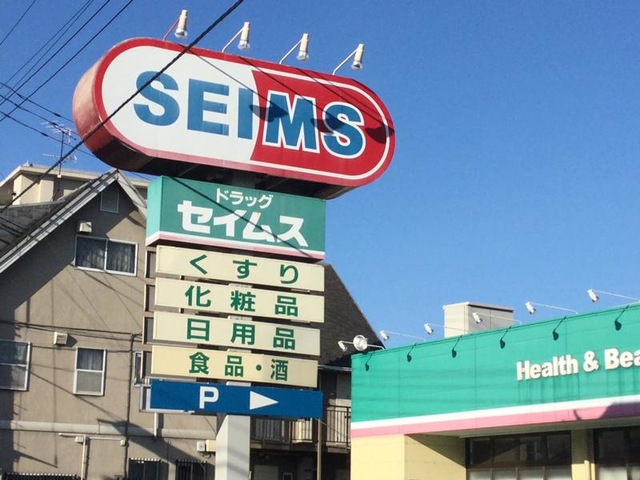 SEIMS
ドラッグ
セイムス
くすり
化粧品
日用品
食品・酒
P
Health &